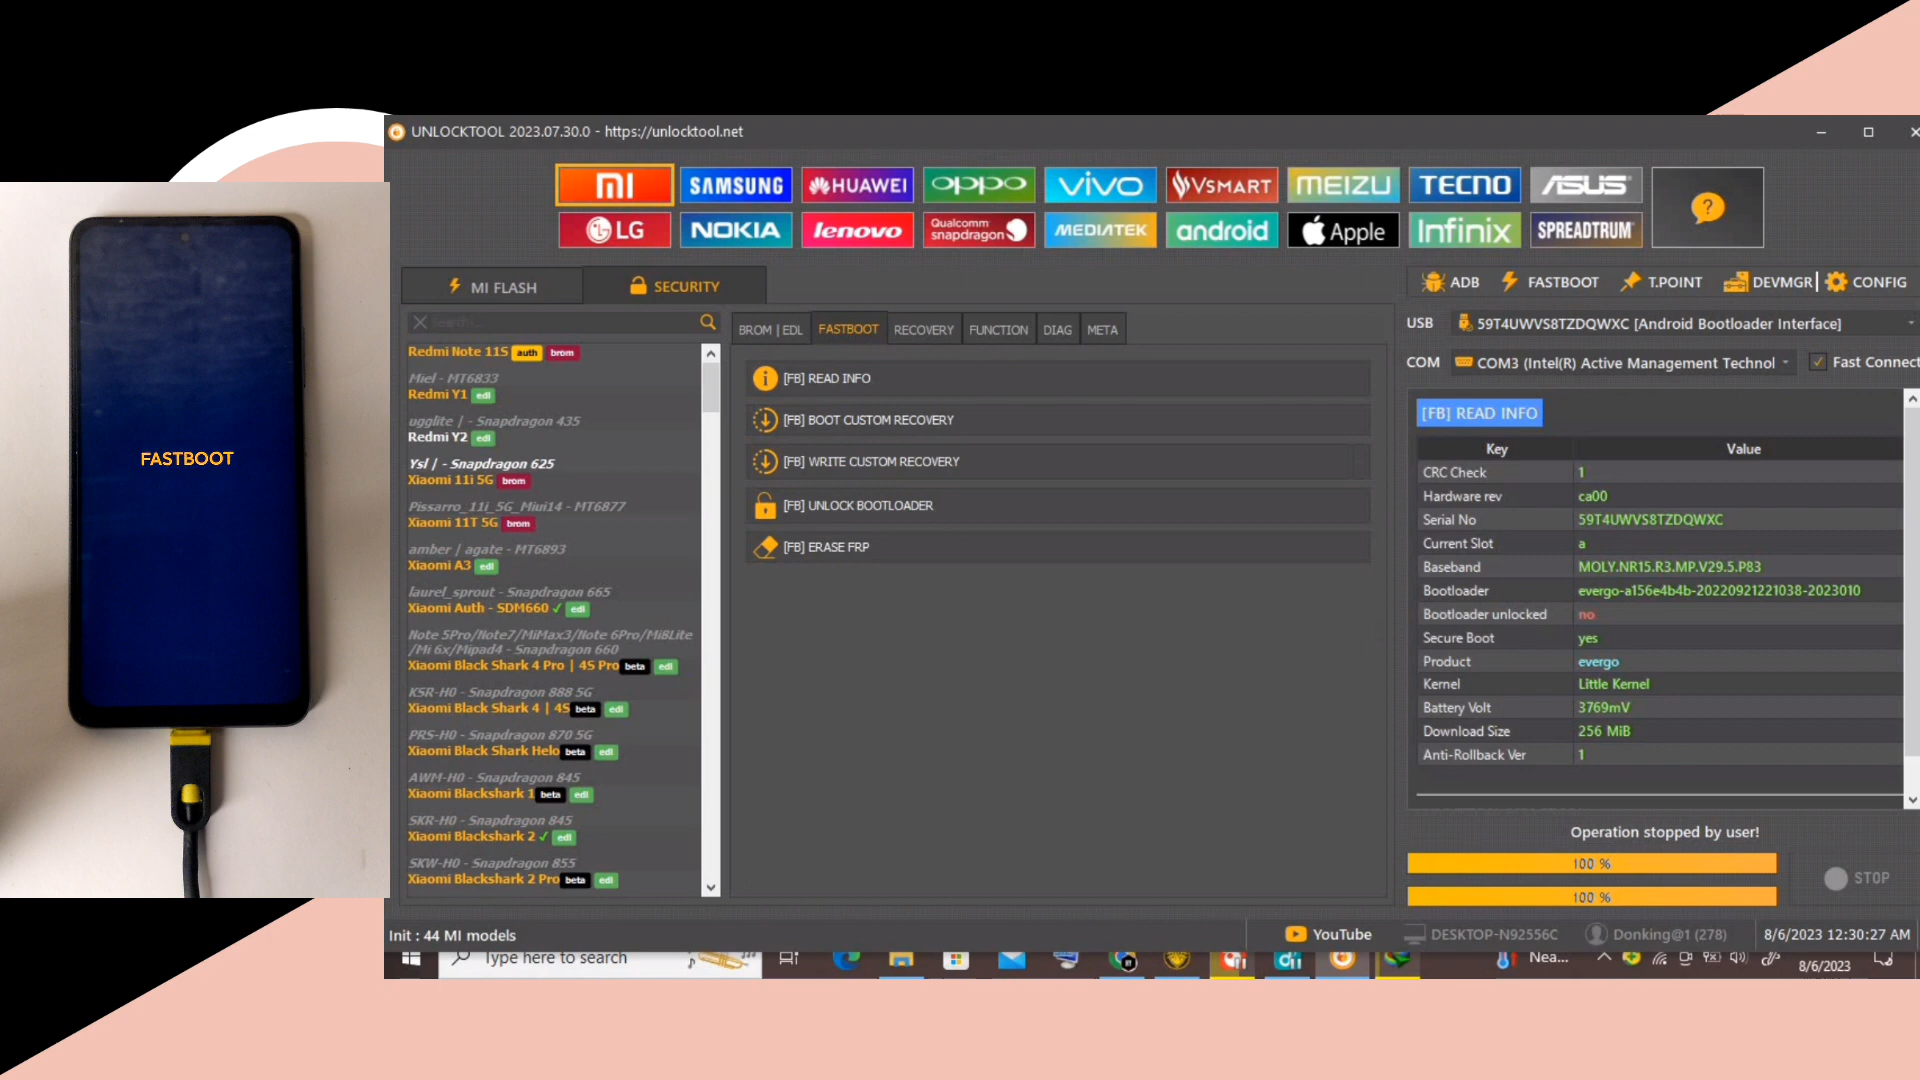 UNLOCKTOOL 2023.07.30.0 - https://unlocktool.net
MI SAMSUNG HUAWEI OPPO VIVO VSMART MEIZU TECNO ASUS ?
LG NOKIA lenovo Qualcomm snapdragon MEDIATEK android Apple Infinix SPREADTRUM
MI FLASH SECURITY
ADB FASTBOOT T.POINT DEVMGR CONFIG
Search...
BROM | EDL FASTBOOT RECOVERY FUNCTION DIAG META
Redmi Note 11S auth brom
Miel - MT6833
Redmi Y1 edl
ugglite | - Snapdragon 435
Redmi Y2 edl
Ysl | - Snapdragon 625
Xiaomi 11i 5G brom
Pissarro_11i_5G_Miui14 - MT6877
Xiaomi 11T 5G brom
amber | agate - MT6893
Xiaomi A3 edl
laurel_sprout - Snapdragon 665
Xiaomi Auth - SDM660 ✓ edl
Note 5Pro/Note7/MiMax3/Note 6Pro/Mi8Lite
/Mi 6x/Mipad4 - Snapdragon 660
Xiaomi Black Shark 4 Pro | 4S Pro beta edl
KSR-H0 - Snapdragon 888 5G
Xiaomi Black Shark 4 | 4S beta edl
PRS-H0 - Snapdragon 870 5G
Xiaomi Black Shark Helo beta edl
AWM-H0 - Snapdragon 845
Xiaomi Blackshark 1 beta edl
SKR-H0 - Snapdragon 845
Xiaomi Blackshark 2 ✓ edl
SKW-H0 - Snapdragon 855
Xiaomi Blackshark 2 Pro beta edl
[FB] READ INFO
[FB] BOOT CUSTOM RECOVERY
[FB] WRITE CUSTOM RECOVERY
[FB] UNLOCK BOOTLOADER
[FB] ERASE FRP
USB 59T4UWVS8TZDQWXC [Android Bootloader Interface]
COM COM3 (Intel(R) Active Management Technol Fast Connect
[FB] READ INFO
Key Value
CRC Check 1
Hardware rev ca00
Serial No 59T4UWVS8TZDQWXC
Current Slot a
Baseband MOLY.NR15.R3.MP.V29.5.P83
Bootloader evergo-a156e4b4b-20220921221038-2023010
Bootloader unlocked no
Secure Boot yes
Product evergo
Kernel Little Kernel
Battery Volt 3769mV
Download Size 256 MiB
Anti-Rollback Ver 1
Operation stopped by user!
100 %
100 %
STOP
Init : 44 MI models
YouTube DESKTOP-N92556C Donking@1 (278) 8/6/2023 12:30:27 AM
Type here to search
Nea...
8/6/2023
FASTBOOT